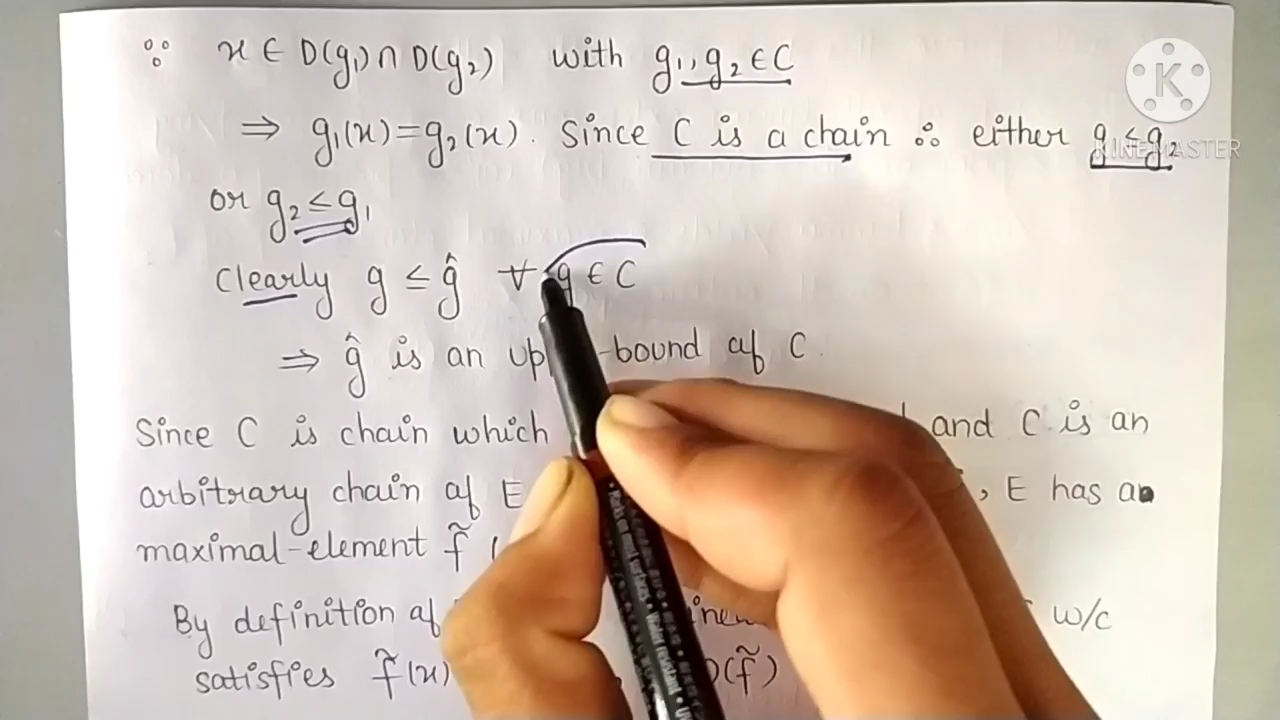 ∵ x ∈ D(g₁) ∩ D(g₂) with g₁, g₂ ∈ C
⇒ g₁(x) = g₂(x). Since C is a chain ∴ either g₁ ≤ g₂
or g₂ ≤ g₁
Clearly g ≤ ĝ ∀ g ∈ C
⇒ ĝ is an -bound of C
Since C is chain which and C is an
arbitrary chain of E , E has a
maximal-element f̃
By definition of w/c
satisfies f̃(x) D(f̃)
K
KINEMASTER